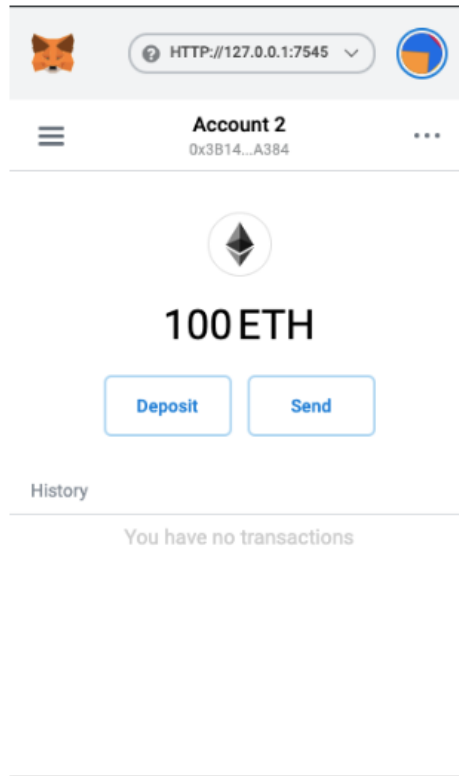 HTTP://127.0.0.1:7545
Account 2
0x3B14...A384
100 ETH
Deposit
Send
History
You have no transactions